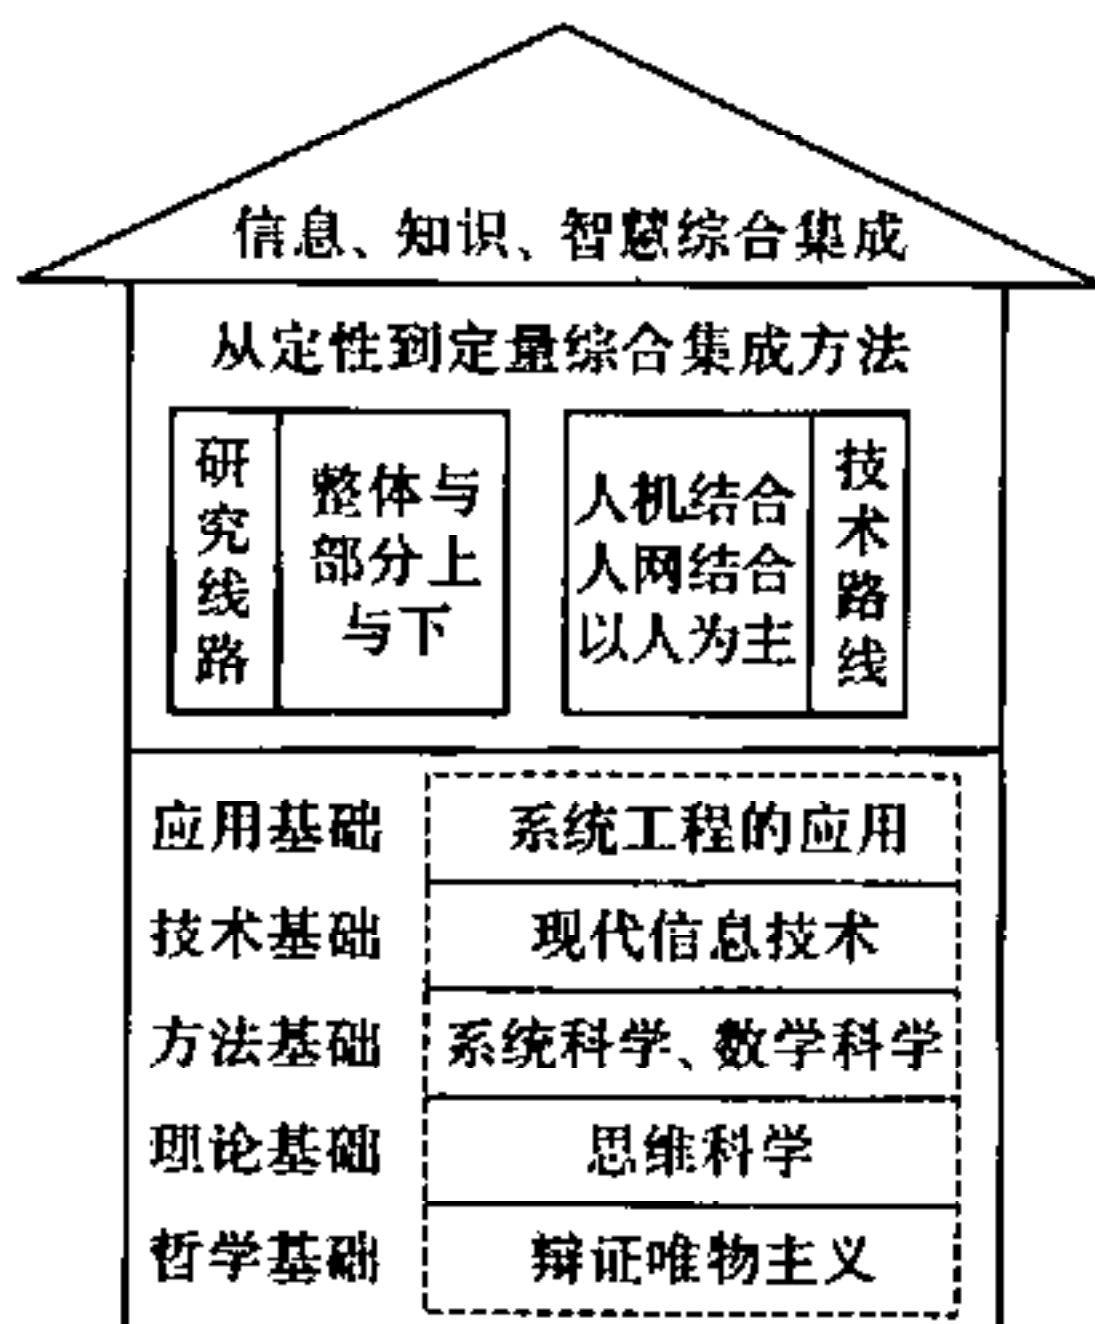 信息、知识、智慧综合集成
从定性到定量综合集成方法
研究线路
整体与
部分上
与下
人机结合
人网结合
以人为主
技术路线
应用基础
系统工程的应用
技术基础
现代信息技术
方法基础
系统科学、数学科学
理论基础
思维科学
哲学基础
辩证唯物主义